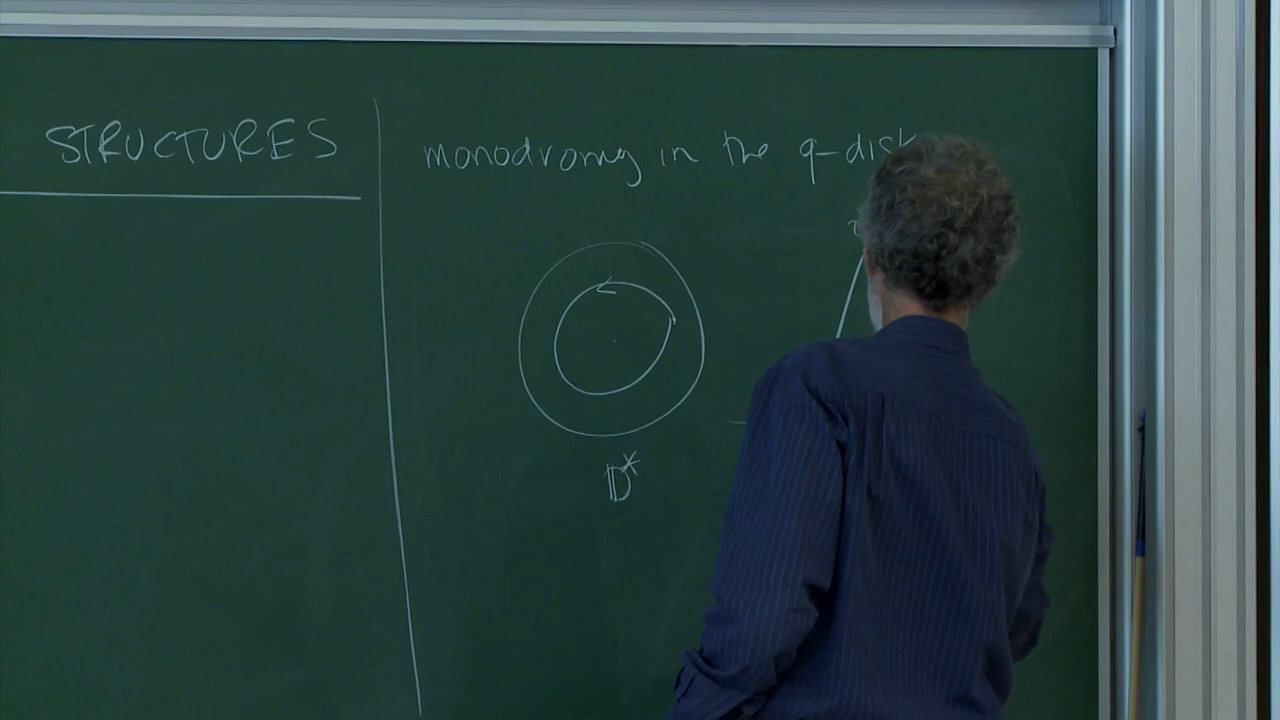 STRUCTURES
monodromy in the q-disk
D*